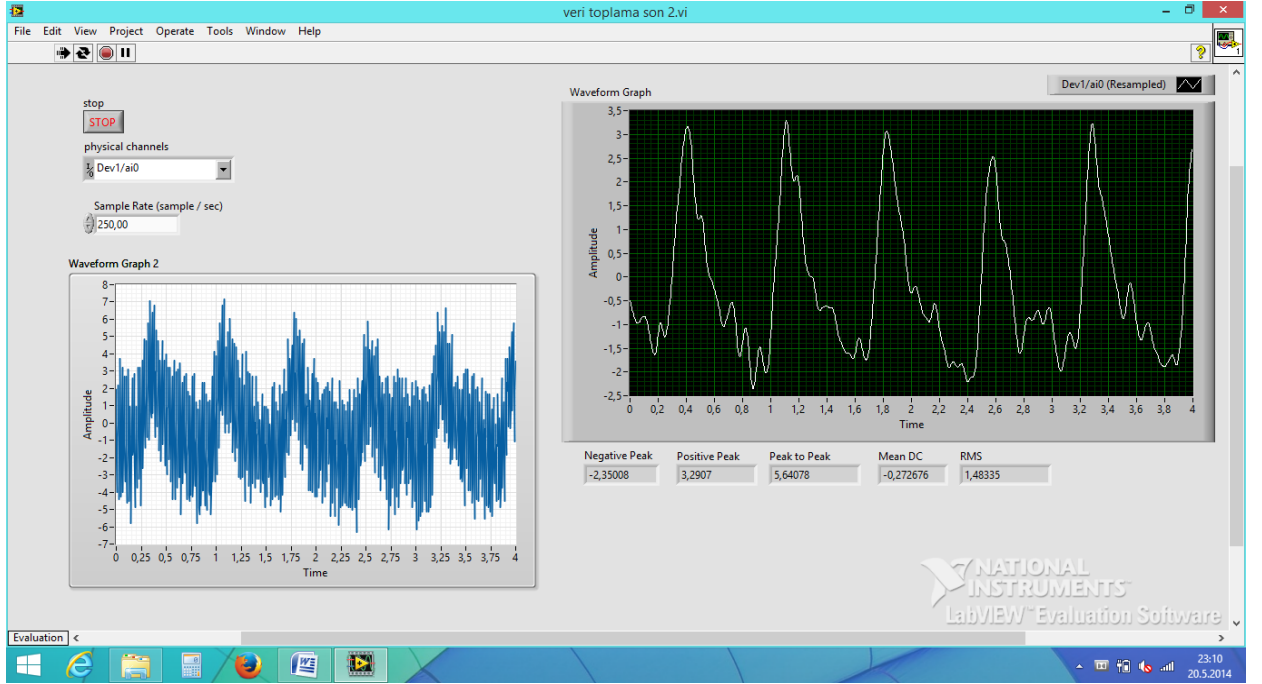 veri toplama son 2.vi
File Edit View Project Operate Tools Window Help
stop
STOP
physical channels
Dev1/ai0
Sample Rate (sample / sec)
250,00
Waveform Graph 2
Amplitude
8
7
6
5
4
3
2
1
0
-1
-2
-3
-4
-5
-6
-7
0 0,25 0,5 0,75 1 1,25 1,5 1,75 2 2,25 2,5 2,75 3 3,25 3,5 3,75 4
Time
Waveform Graph
Dev1/ai0 (Resampled)
Amplitude
3,5
3
2,5
2
1,5
1
0,5
0
-0,5
-1
-1,5
-2
-2,5
0 0,2 0,4 0,6 0,8 1 1,2 1,4 1,6 1,8 2 2,2 2,4 2,6 2,8 3 3,2 3,4 3,6 3,8 4
Time
Negative Peak Positive Peak Peak to Peak Mean DC RMS
-2,35008 3,2907 5,64078 -0,272676 1,48335
NATIONAL
INSTRUMENTS
LabVIEW Evaluation Software
Evaluation
23:10
20.5.2014